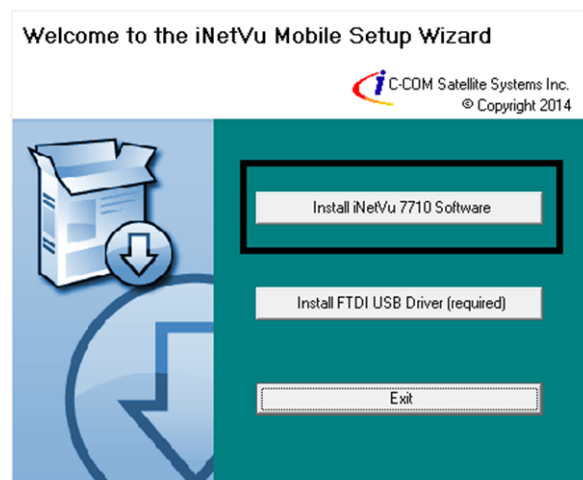 Welcome to the iNetVu Mobile Setup Wizard
C-COM Satellite Systems Inc.
© Copyright 2014
Install iNetVu 7710 Software
Install FTDI USB Driver (required)
Exit